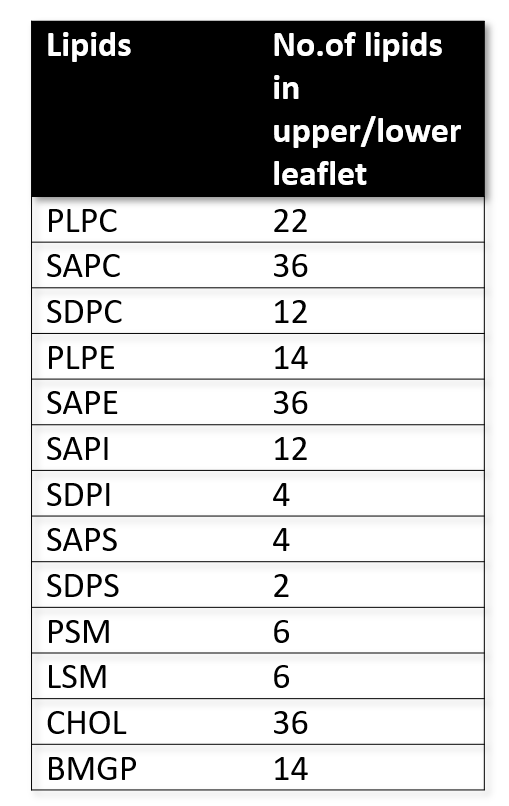 Lipids No.of lipids
in
upper/lower
leaflet
PLPC 22
SAPC 36
SDPC 12
PLPE 14
SAPE 36
SAPI 12
SDPI 4
SAPS 4
SDPS 2
PSM 6
LSM 6
CHOL 36
BMGP 14